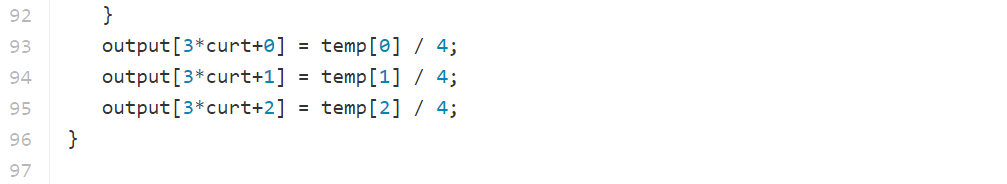 92 }
93 output[3*curt+0] = temp[0] / 4;
94 output[3*curt+1] = temp[1] / 4;
95 output[3*curt+2] = temp[2] / 4;
96 }
97